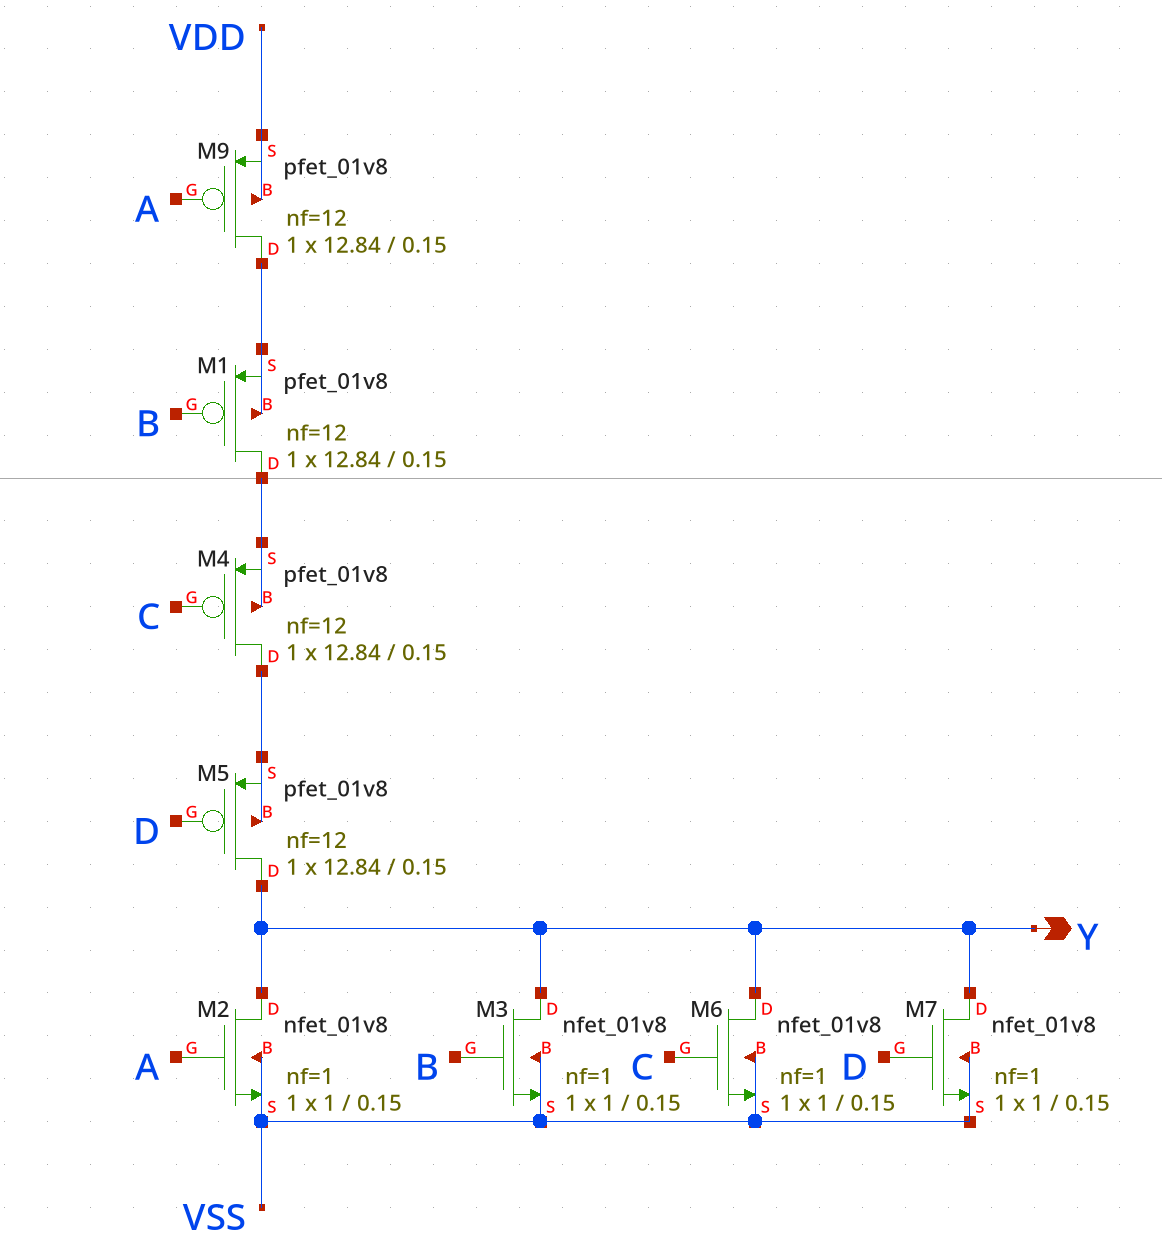 VDD
M9
S
pfet_01v8
G
B
A
nf=12
D
1 x 12.84 / 0.15
M1
S
pfet_01v8
G
B
B
nf=12
D
1 x 12.84 / 0.15
M4
S
pfet_01v8
G
B
C
nf=12
D
1 x 12.84 / 0.15
M5
S
pfet_01v8
G
B
D
nf=12
D
1 x 12.84 / 0.15
Y
M2
D
nfet_01v8
G
B
A
nf=1
S
1 x 1 / 0.15
M3
D
nfet_01v8
G
B
B
nf=1
S
1 x 1 / 0.15
M6
D
nfet_01v8
G
B
C
nf=1
S
1 x 1 / 0.15
M7
D
nfet_01v8
G
B
D
nf=1
S
1 x 1 / 0.15
VSS